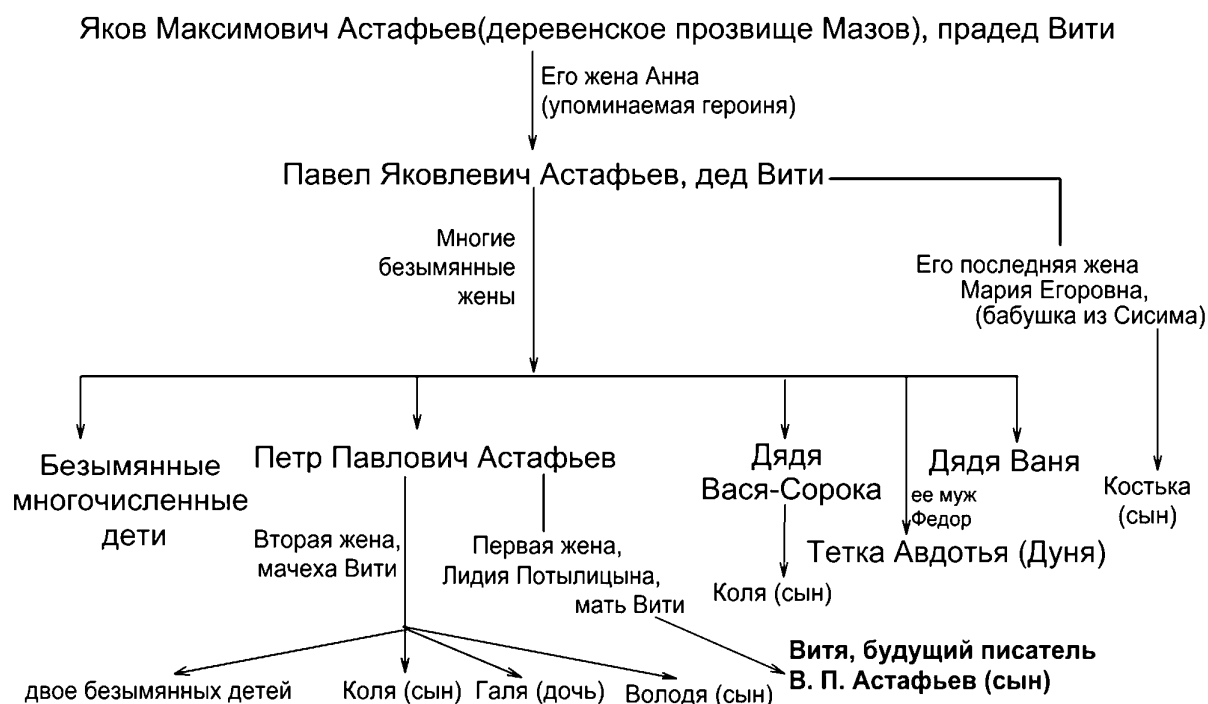 Яков Максимович Астафьев(деревенское прозвище Мазов), прадед Вити
Его жена Анна
(упоминаемая героиня)
Павел Яковлевич Астафьев, дед Вити
Многие
безымянные
жены
Его последняя жена
Мария Егоровна,
(бабушка из Сисима)
Безымянные
многочисленные
дети
Петр Павлович Астафьев
Дядя
Вася-Сорока
Дядя Ваня
ее муж
Федор
Тетка Авдотья (Дуня)
Костька
(сын)
Вторая жена,
мачеха Вити
Первая жена,
Лидия Потылицына,
мать Вити
Коля (сын)
двое безымянных детей
Коля (сын)
Галя (дочь)
Володя (сын)
Витя, будущий писатель
В. П. Астафьев (сын)